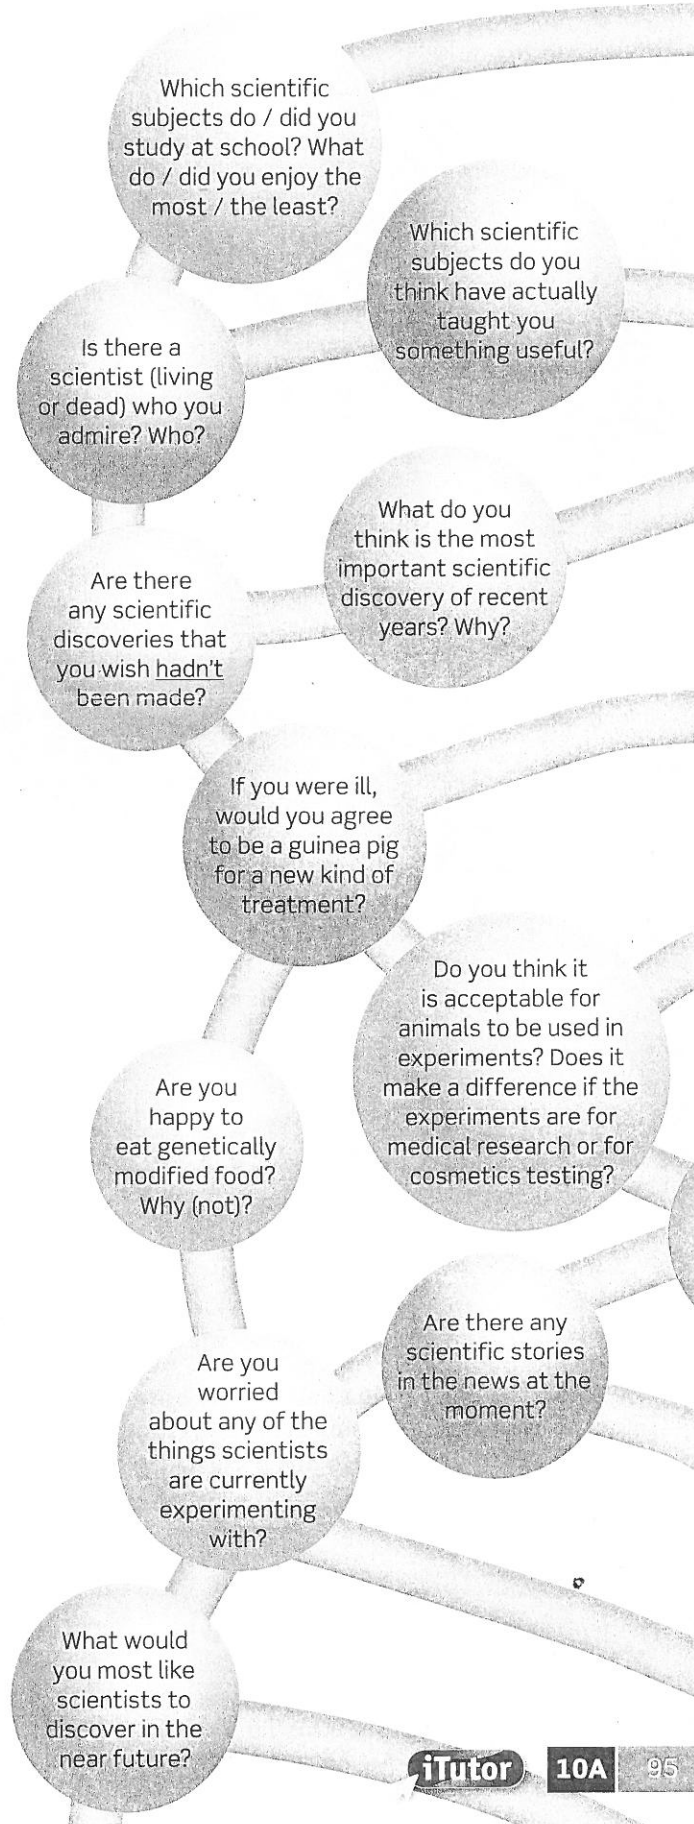 Which scientific
subjects do / did you
study at school? What
do / did you enjoy the
most / the least?
Which scientific
subjects do you
think have actually
taught you
something useful?
Is there a
scientist (living
or dead) who you
admire? Who?
What do you
think is the most
important scientific
discovery of recent
years? Why?
Are there
any scientific
discoveries that
you wish hadn't
been made?
If you were ill,
would you agree
to be a guinea pig
for a new kind of
treatment?
Do you think it
is acceptable for
animals to be used in
experiments? Does it
make a difference if the
experiments are for
medical research or for
cosmetics testing?
Are you
happy to
eat genetically
modified food?
Why (not)?
Are there any
scientific stories
in the news at the
moment?
Are you
worried
about any of the
things scientists
are currently
experimenting
with?
What would
you most like
scientists to
discover in the
near future?
iTutor 10A 95